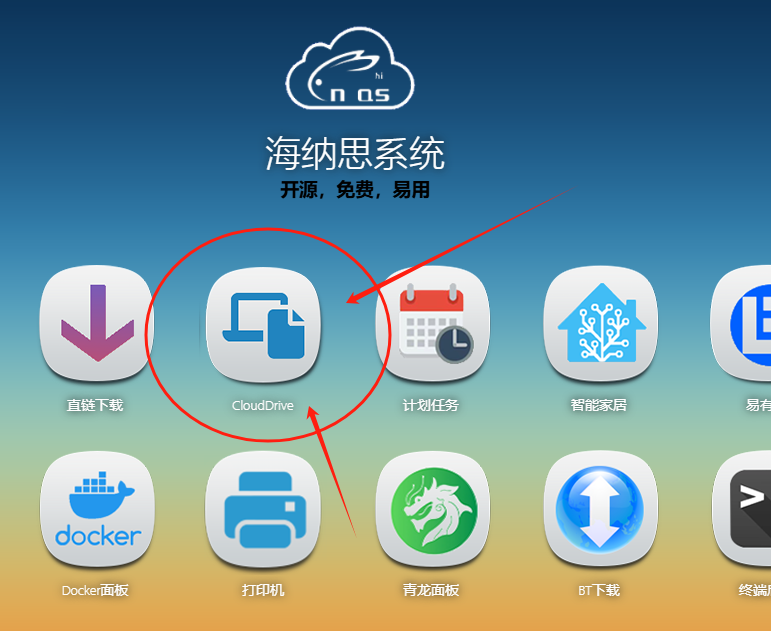 hi
nas
海纳思系统
开源，免费，易用
直链下载
CloudDrive
计划任务
智能家居
易有
docker
>
Docker面板
打印机
青龙面板
BT下载
终端